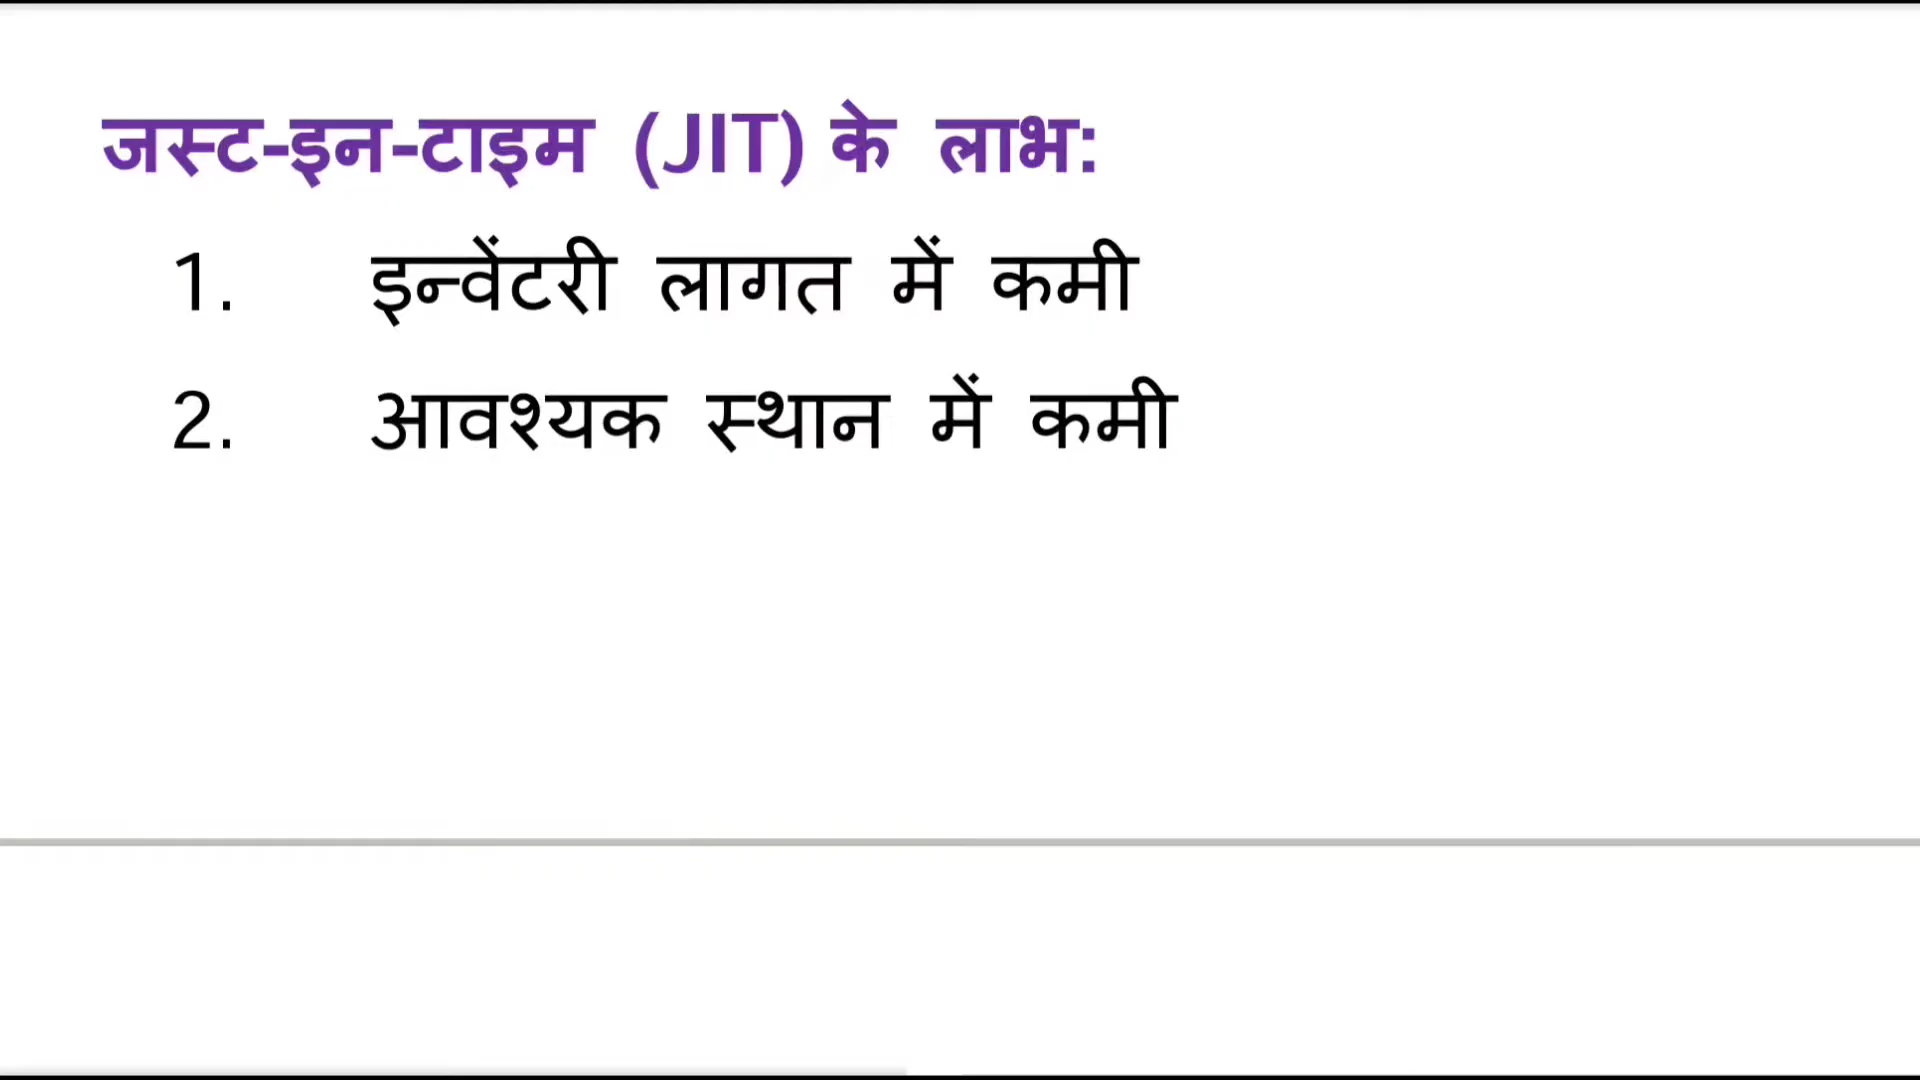 जस्ट-इन-टाइम (JIT) के लाभ:
1. इन्वेंटरी लागत में कमी
2. आवश्यक स्थान में कमी